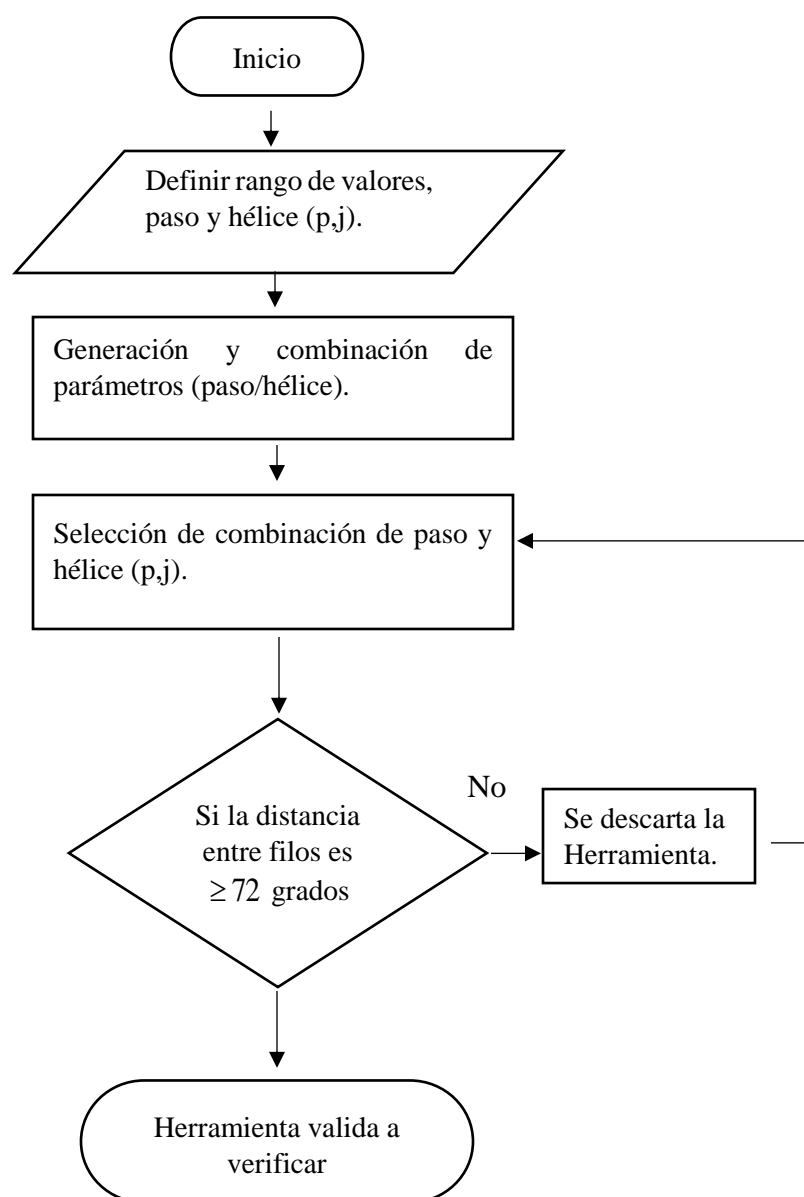 Inicio
Definir rango de valores,
paso y hélice (p,j).
Generación y combinación de
parámetros (paso/hélice).
Selección de combinación de paso y
hélice (p,j).
Si la distancia
entre filos es
≥ 72 grados
No
Se descarta la
Herramienta.
Herramienta valida a
verificar